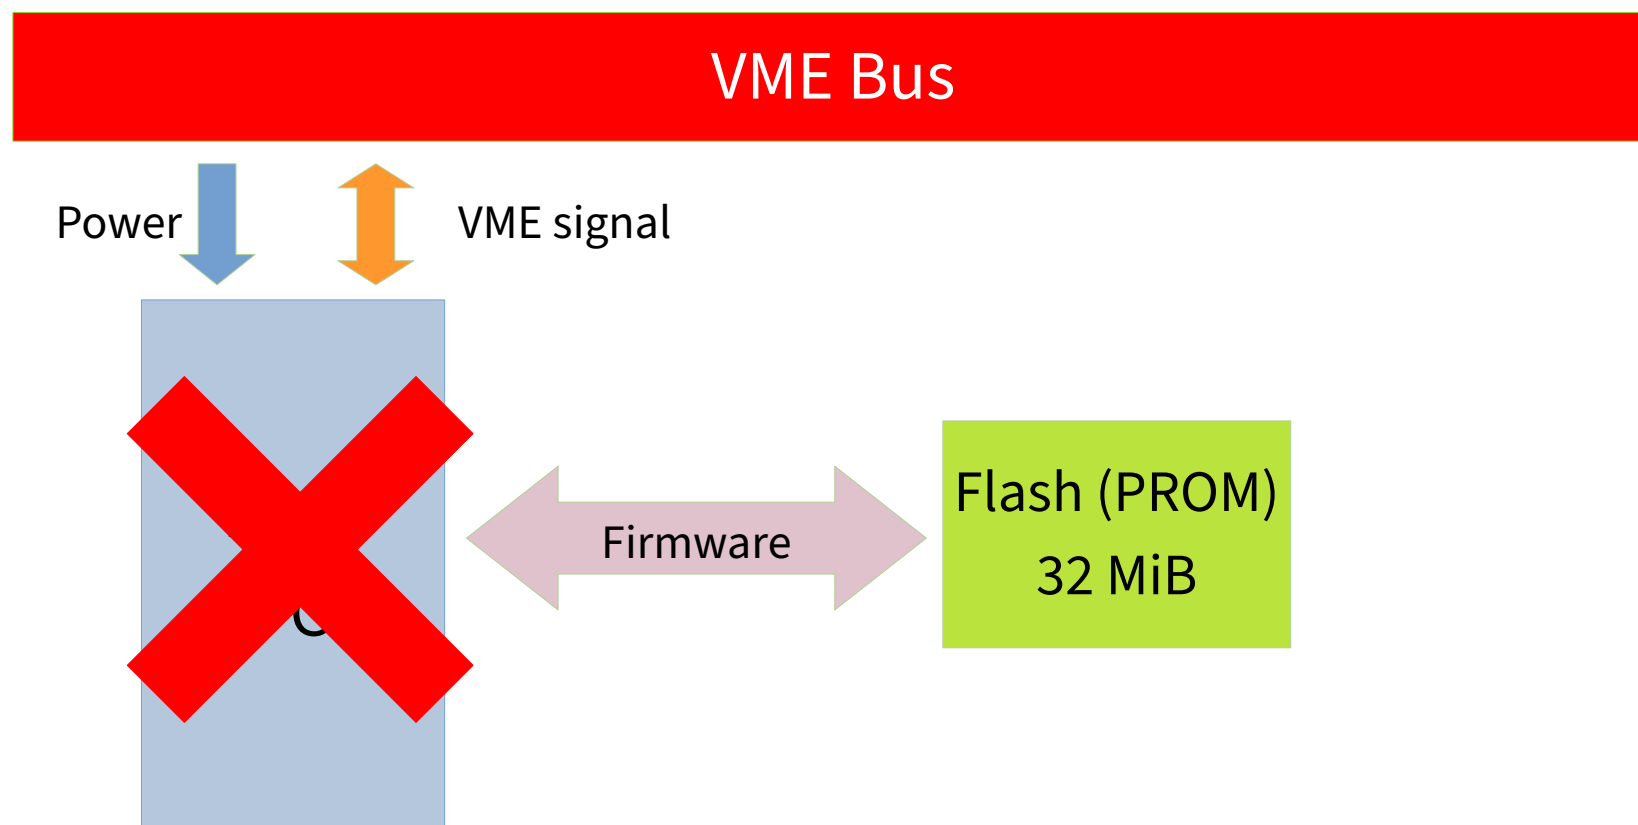 VME Bus
Power
VME signal
Firmware
Flash (PROM)
32 MiB